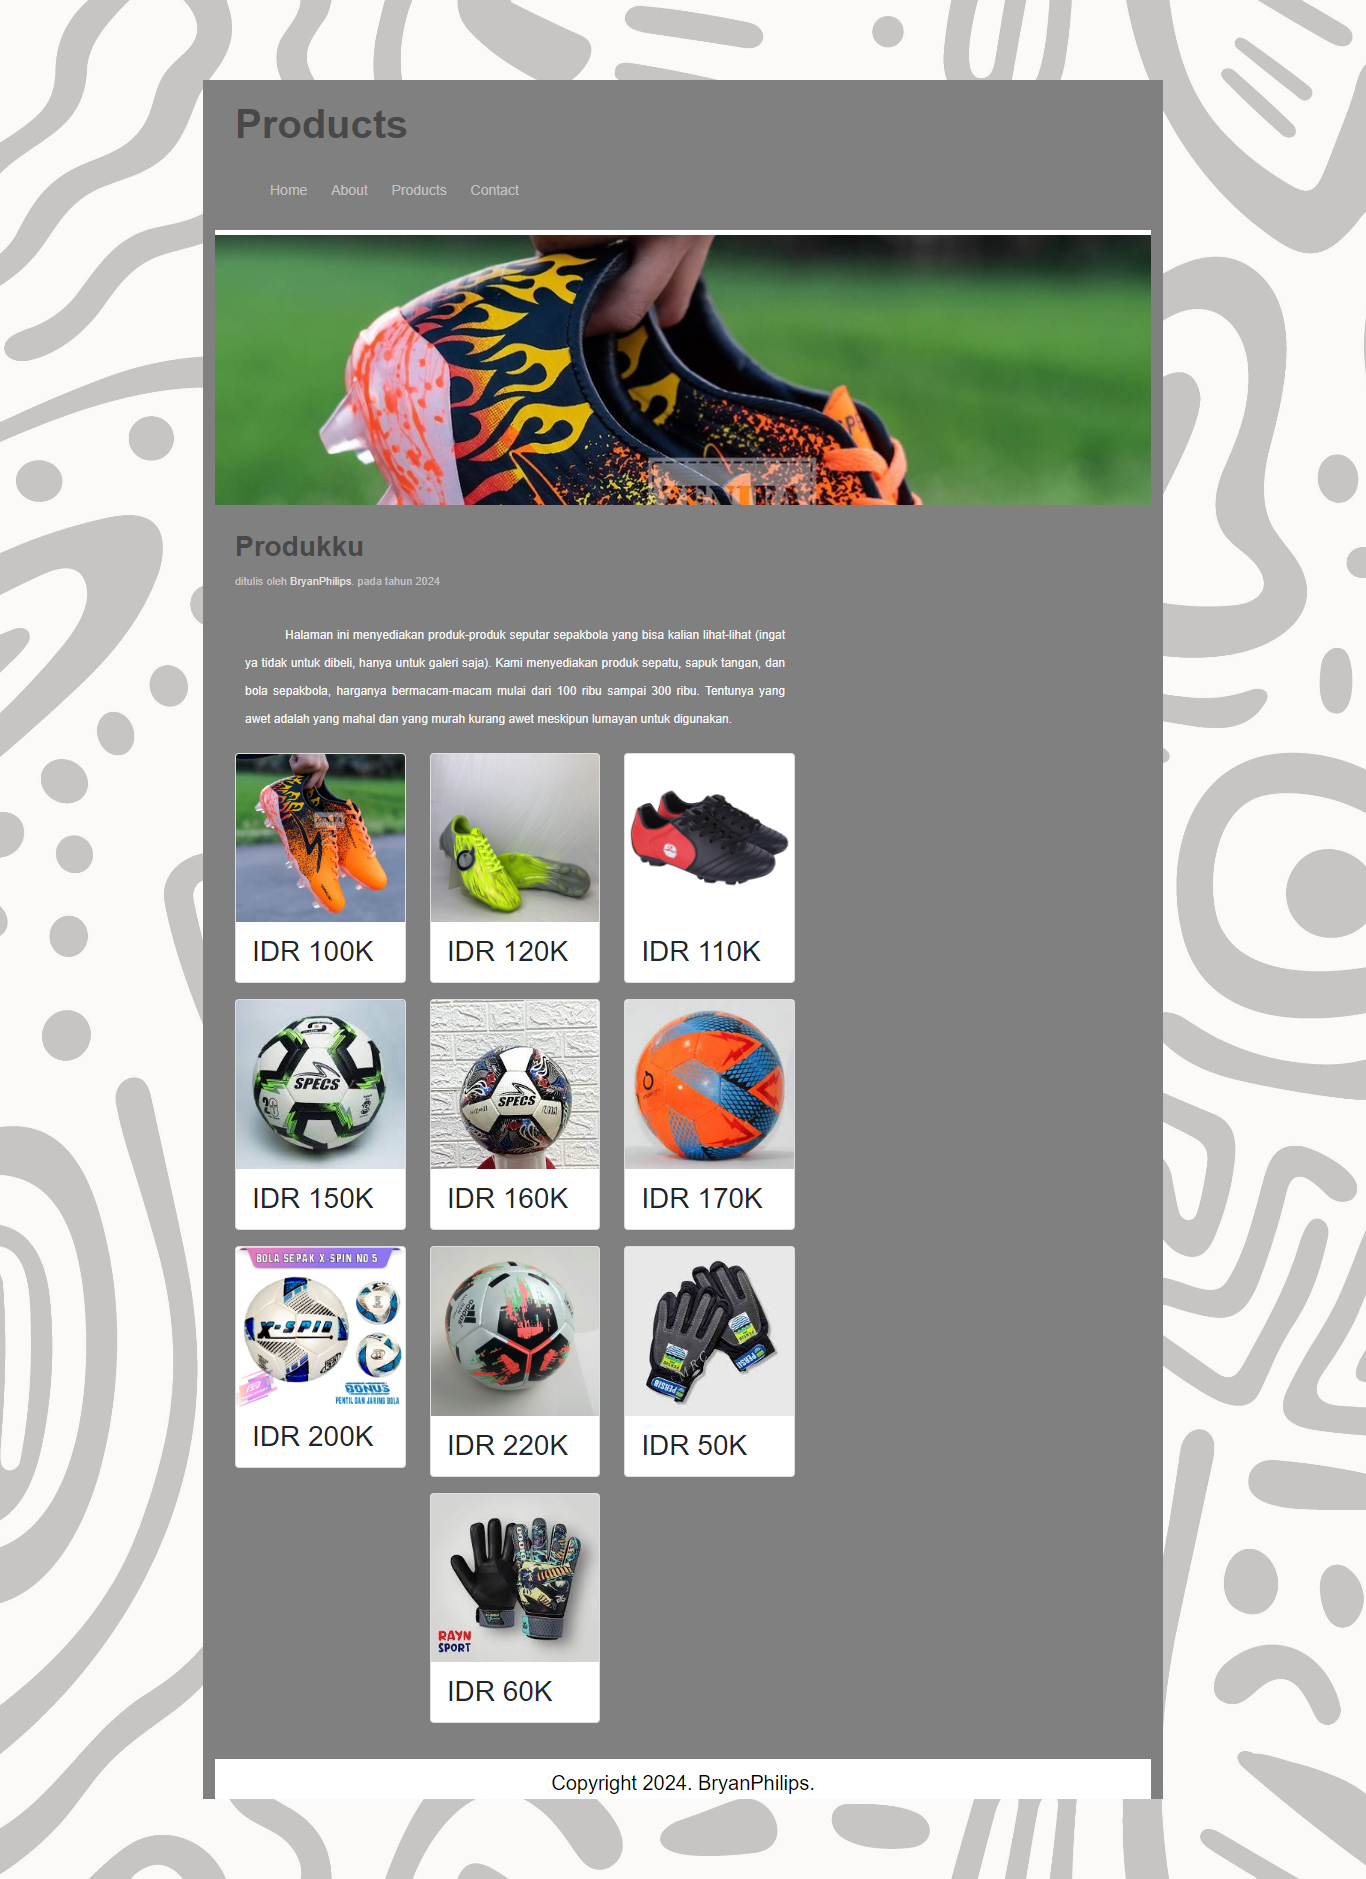 Products
Home About Products Contact
Produkku
ditulis oleh BryanPhilips. pada tahun 2024
Halaman ini menyediakan produk-produk seputar sepakbola yang bisa kalian lihat-lihat (ingat
ya tidak untuk dibeli, hanya untuk galeri saja). Kami menyediakan produk sepatu, sapuk tangan, dan
bola sepakbola, harganya bermacam-macam mulai dari 100 ribu sampai 300 ribu. Tentunya yang
awet adalah yang mahal dan yang murah kurang awet meskipun lumayan untuk digunakan.
IDR 100K
IDR 120K
IDR 110K
SPECS
SPECS
IDR 150K
IDR 160K
IDR 170K
BOLA SEPAK X-SPIN NO 5
X-SPIN
BONUS
PENTIL DAN JARING BOLA
adidas
PERSIB
PERSIB
IDR 200K
IDR 220K
IDR 50K
RAYN
SPORT
IDR 60K
Copyright 2024. BryanPhilips.